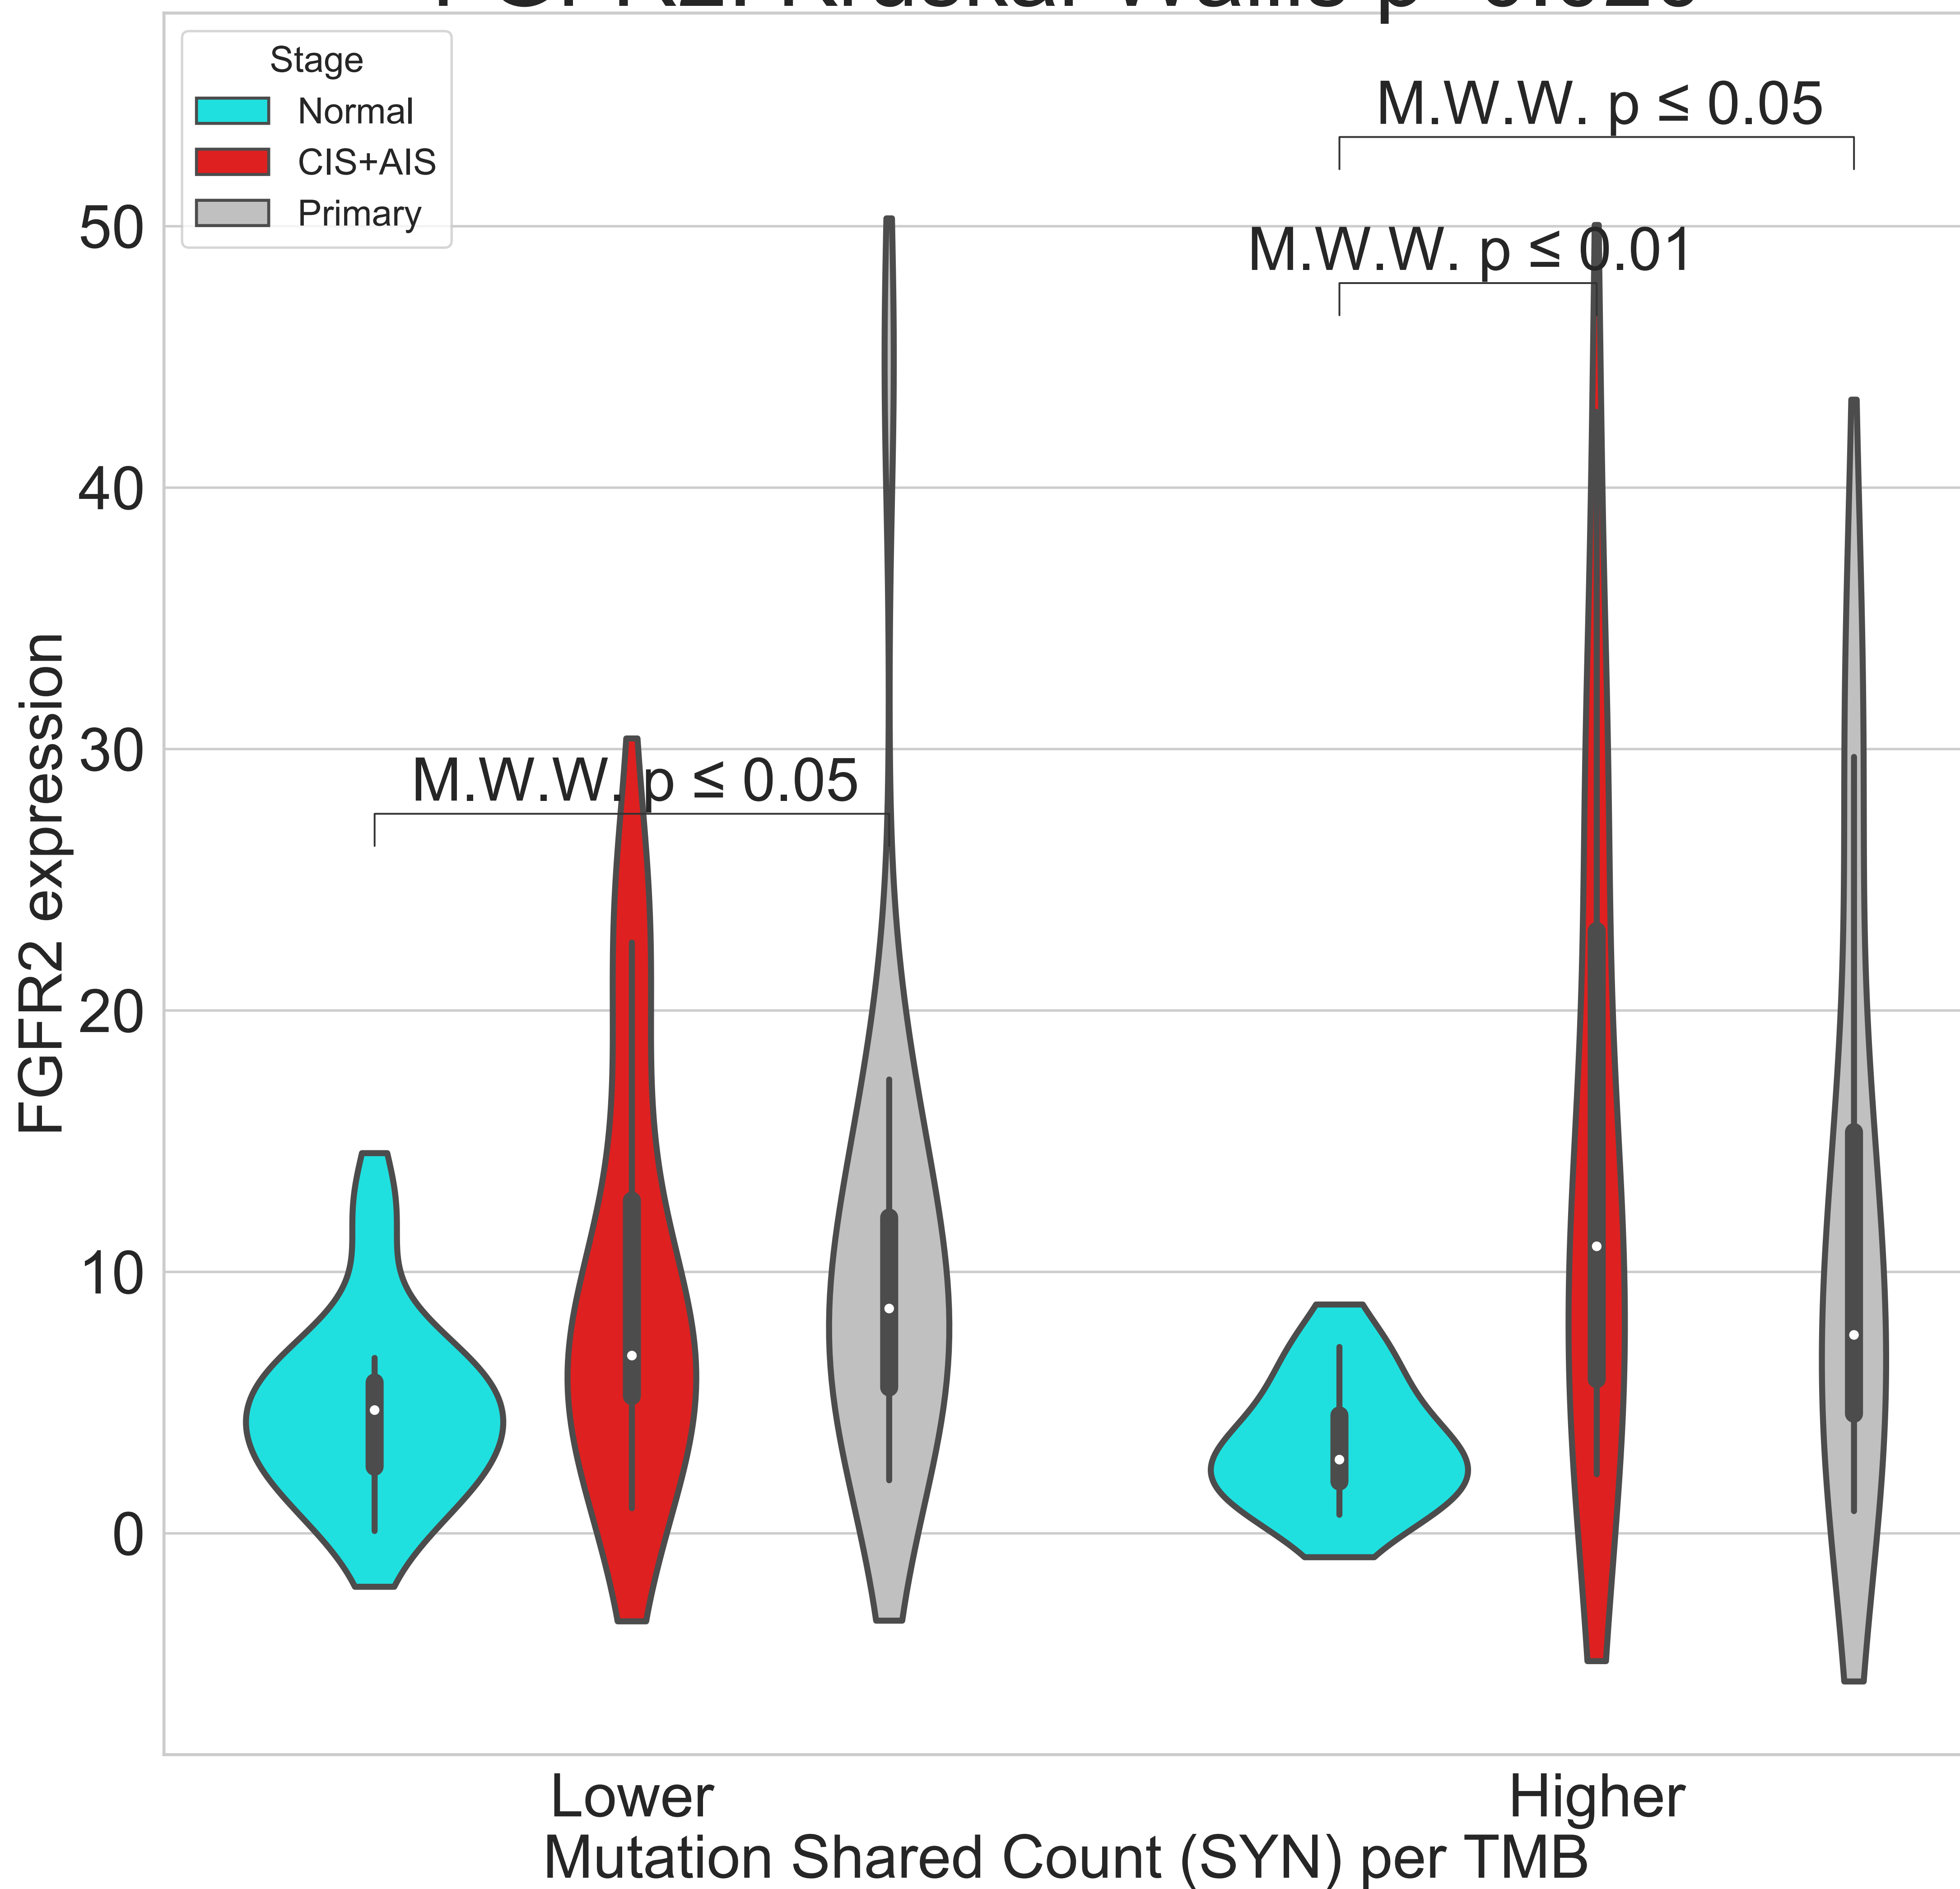 Stage
Normal
CIS+AIS
Primary
M.W.W. p ≤ 0.05
M.W.W. p ≤ 0.01
M.W.W. p ≤ 0.05
50
40
30
20
10
0
FGFR2 expression
Lower
Higher
Mutation Shared Count (SYN) per TMB